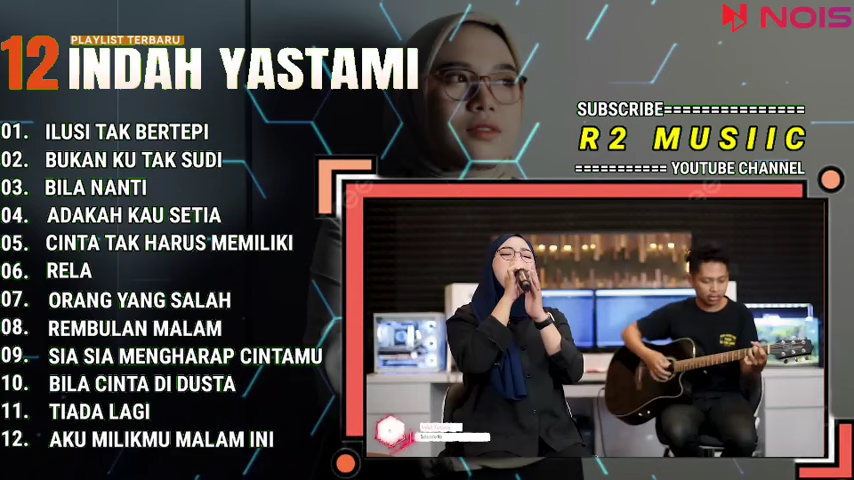 NOIS
PLAYLIST TERBARU
12 INDAH YASTAMI
01. ILUSI TAK BERTEPI
02. BUKAN KU TAK SUDI
03. BILA NANTI
04. ADAKAH KAU SETIA
05. CINTA TAK HARUS MEMILIKI
06. RELA
07. ORANG YANG SALAH
08. REMBULAN MALAM
09. SIA SIA MENGHARAP CINTAMU
10. BILA CINTA DI DUSTA
11. TIADA LAGI
12. AKU MILIKMU MALAM INI
SUBSCRIBE===============
R2 MUSIIC
=========== YOUTUBE CHANNEL